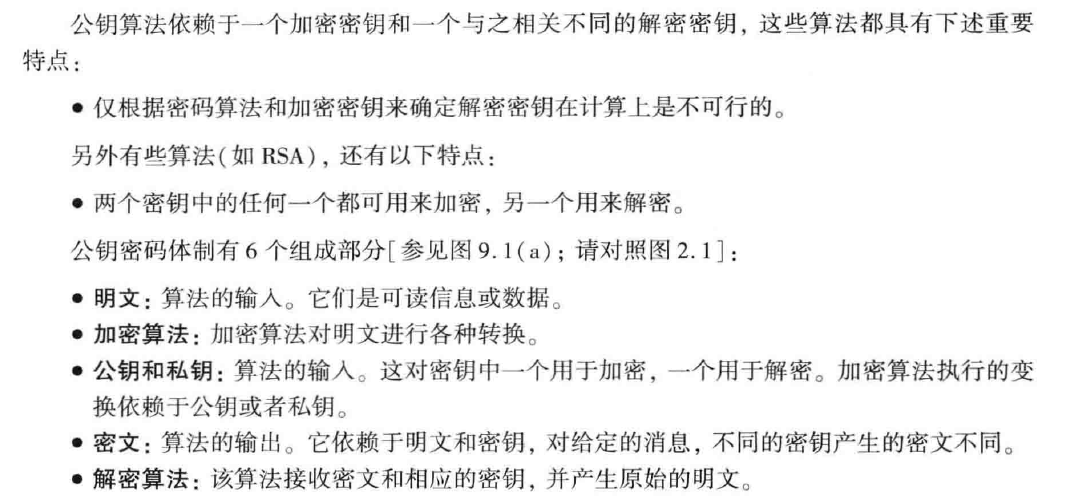 公钥算法依赖于一个加密密钥和一个与之相关不同的解密密钥，这些算法都具有下述重要
特点：
● 仅根据密码算法和加密密钥来确定解密密钥在计算上是不可行的。
另外有些算法(如 RSA)，还有以下特点：
● 两个密钥中的任何一个都可用来加密，另一个用来解密。
公钥密码体制有 6 个组成部分[参见图 9.1(a)；请对照图 2.1]：
● 明文：算法的输入。它们是可读信息或数据。
● 加密算法：加密算法对明文进行各种转换。
● 公钥和私钥：算法的输入。这对密钥中一个用于加密，一个用于解密。加密算法执行的变
换依赖于公钥或者私钥。
● 密文：算法的输出。它依赖于明文和密钥，对给定的消息，不同的密钥产生的密文不同。
● 解密算法：该算法接收密文和相应的密钥，并产生原始的明文。